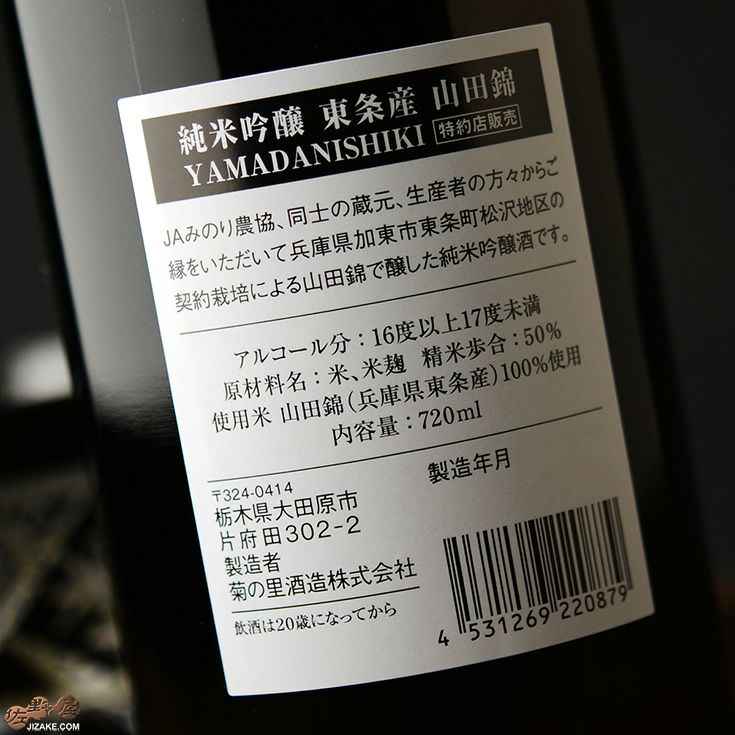 純米吟醸 東条産 山田錦
YAMADANISHIKI 特約店販売
JAみのり農協、同士の蔵元、生産者の方々からご
縁をいただいて兵庫県加東市東条町松沢地区の
契約栽培による山田錦で醸した純米吟醸酒です。
アルコール分：16度以上17度未満
原材料名：米、米麹 精米歩合：50%
使用米 山田錦(兵庫県東条産)100%使用
内容量：720ml
製造年月
〒324-0414
栃木県大田原市
片府田302-2
製造者
菊の里酒造株式会社
飲酒は20歳になってから
4 531269 220879
佐野屋
JIZAKE.COM